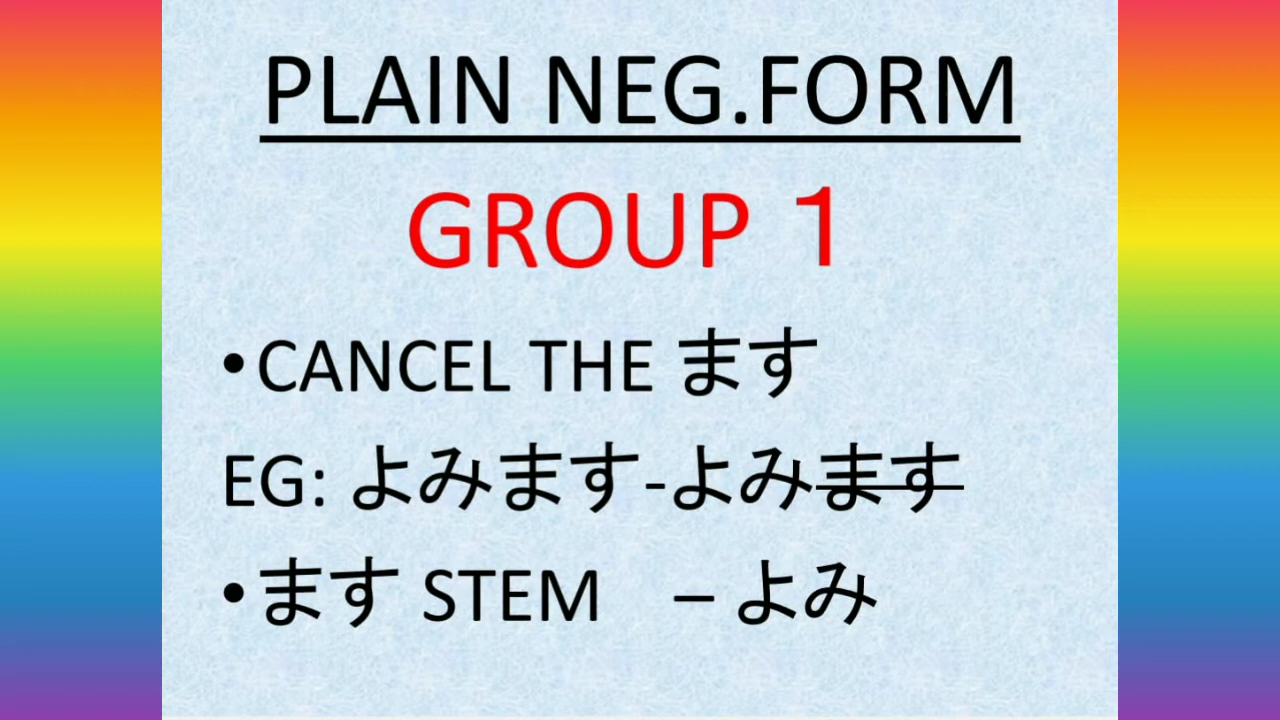 PLAIN NEG.FORM
GROUP 1
•CANCEL THE ます
EG: よみます-よみます
•ます STEM – よみ